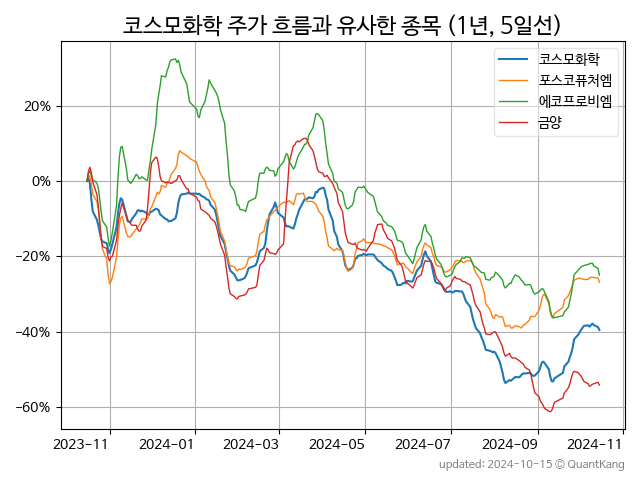 코스모화학 주가 흐름과 유사한 종목 (1년, 5일선)
코스모화학
포스코퓨처엠
에코프로비엠
금양
20%
0%
−20%
−40%
−60%
2023−11
2024−01
2024−03
2024−05
2024−07
2024−09
2024−11
updated: 2024-10-15 © QuantKang